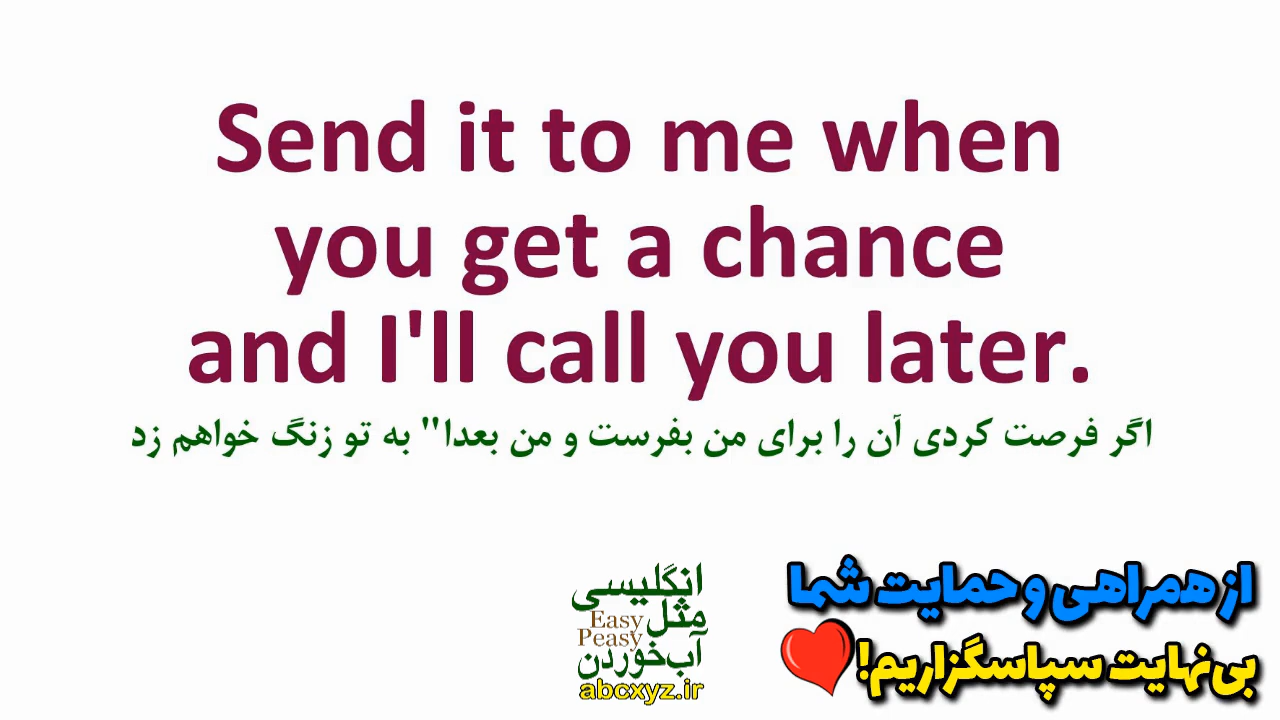 Send it to me when
you get a chance
and I'll call you later.
اگر فرصت کردی آن را برای من بفرست و من بعدا" به تو زنگ خواهم زد
انگلیسی
مثل
Easy
Peasy
آب‌خوردن
abcxyz.ir
از همراهی و حمایت شما
بی‌نهایت سپاسگزاریم!